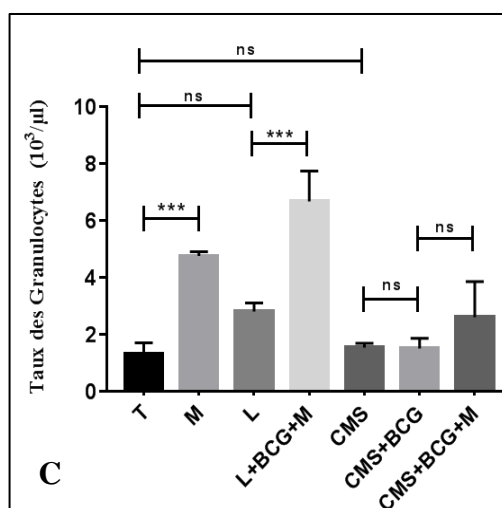 ns
ns
***
***
ns
ns
Taux des Granulocytes (10³/µl)
10
8
6
4
2
0
T
M
L
L+BCG+M
CMS
CMS+BCG
CMS+BCG+M
C